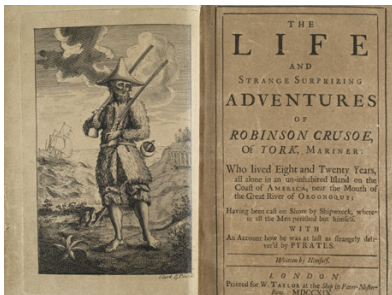 THE
LIFE
AND
STRANGE SURPRIZING
ADVENTURES
OF
ROBINSON CRUSOE,
Of YORK, MARINER:
Who lived Eight and Twenty Years,
all alone in an un-inhabited Island on the
Coast of AMERICA, near the Mouth of
the Great River of OROONOQUE;
Having been cast on Shore by Shipwreck, where-
in all the Men perished but himself.
WITH
An Account how he was at last as strangely deli-
ver'd by PYRATES.
Written by Himself.
LONDON
Printed for W. TAYLOR at the Ship in Pater-Noster-
Row. MDCCXIX.